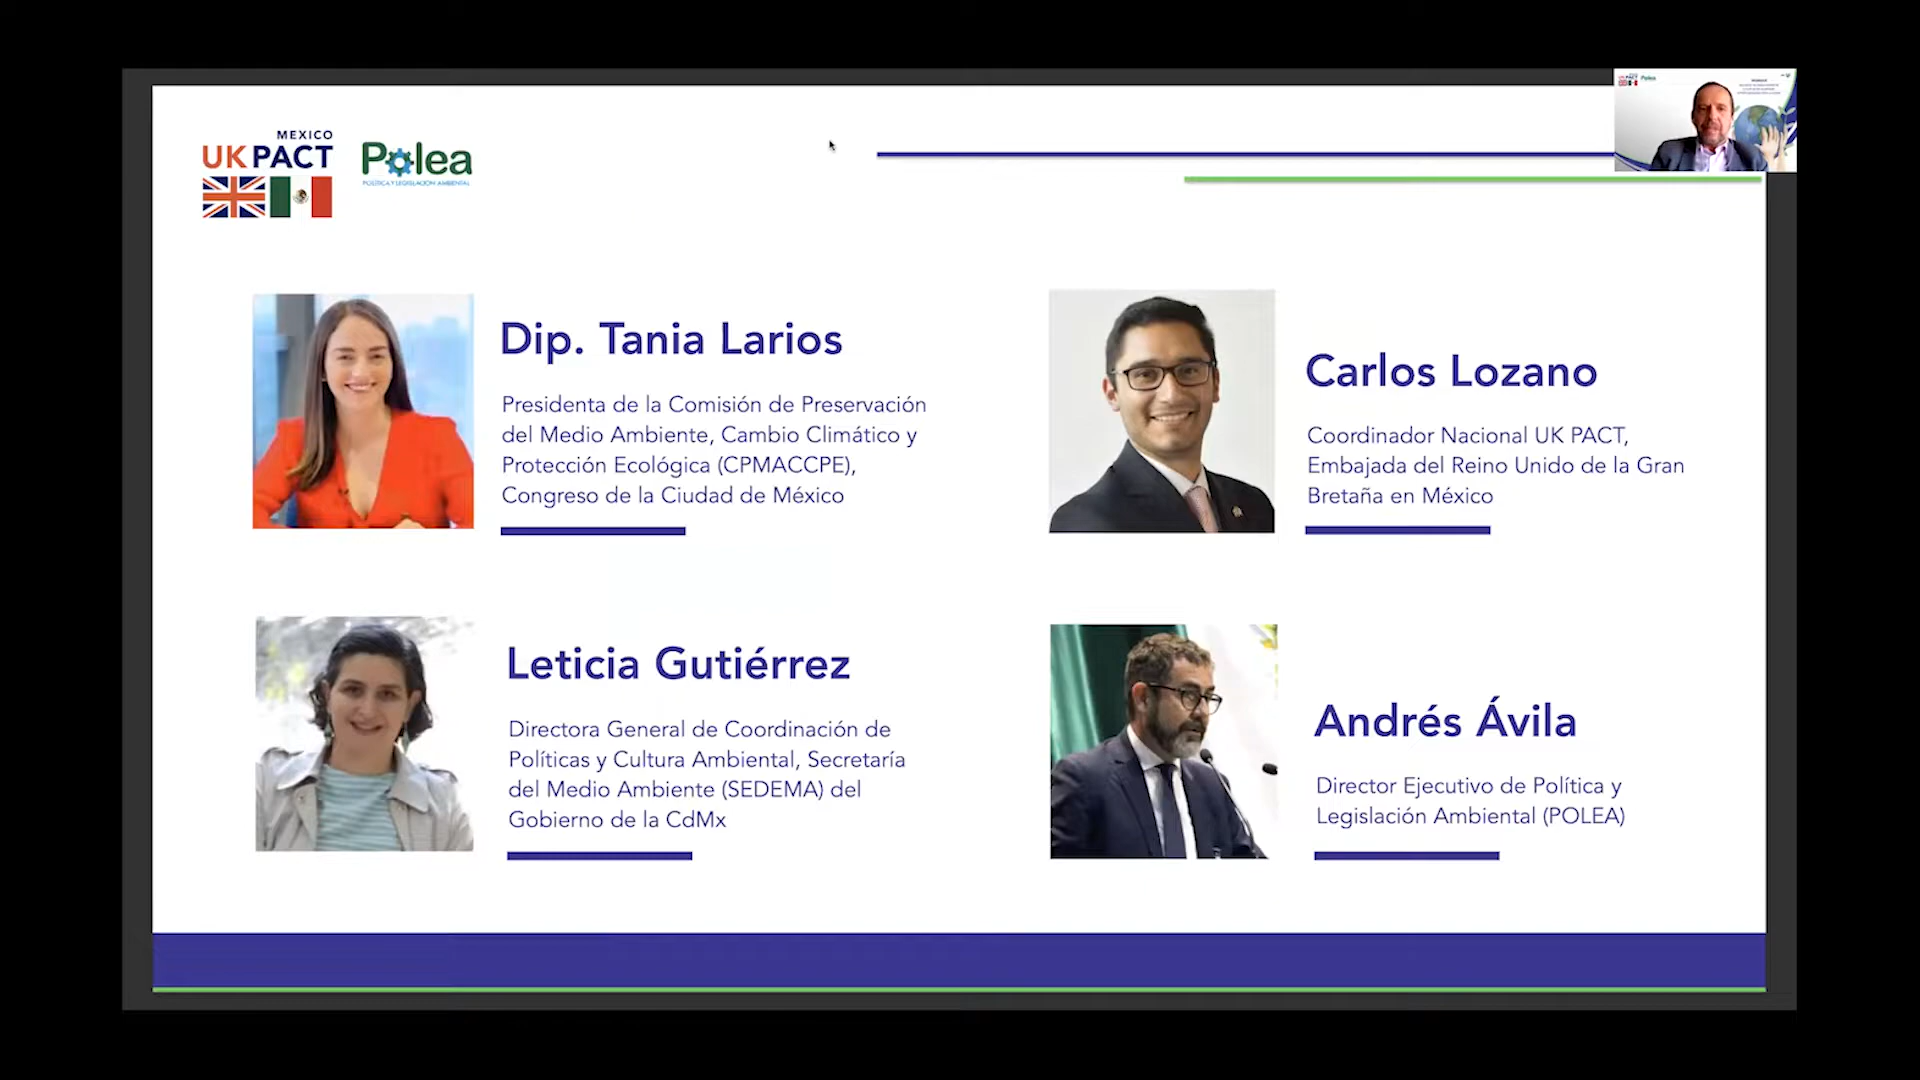 MEXICO
UK PACT
Polea
POLÍTICA Y LEGISLACIÓN AMBIENTAL
Dip. Tania Larios
Presidenta de la Comisión de Preservación
del Medio Ambiente, Cambio Climático y
Protección Ecológica (CPMACCPE),
Congreso de la Ciudad de México
Carlos Lozano
Coordinador Nacional UK PACT,
Embajada del Reino Unido de la Gran
Bretaña en México
Leticia Gutiérrez
Directora General de Coordinación de
Políticas y Cultura Ambiental, Secretaría
del Medio Ambiente (SEDEMA) del
Gobierno de la CdMx
Andrés Ávila
Director Ejecutivo de Política y
Legislación Ambiental (POLEA)